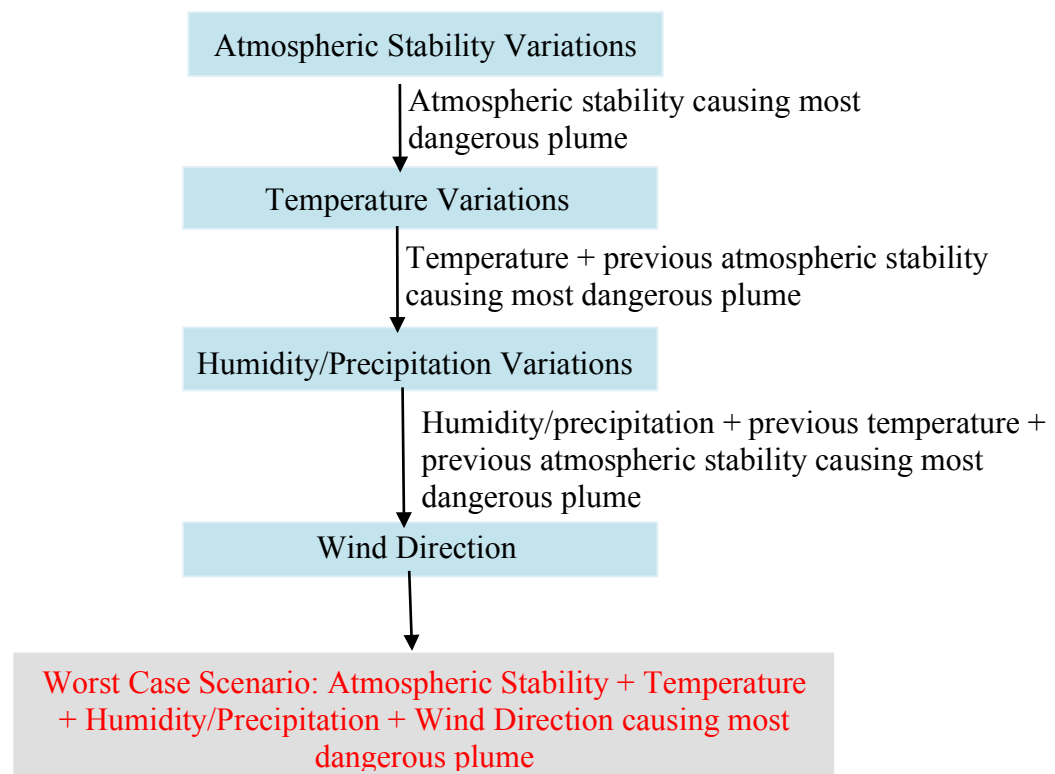 Atmospheric Stability Variations
Atmospheric stability causing most
dangerous plume
Temperature Variations
Temperature + previous atmospheric stability
causing most dangerous plume
Humidity/Precipitation Variations
Humidity/precipitation + previous temperature +
previous atmospheric stability causing most
dangerous plume
Wind Direction
Worst Case Scenario: Atmospheric Stability + Temperature
+ Humidity/Precipitation + Wind Direction causing most
dangerous plume